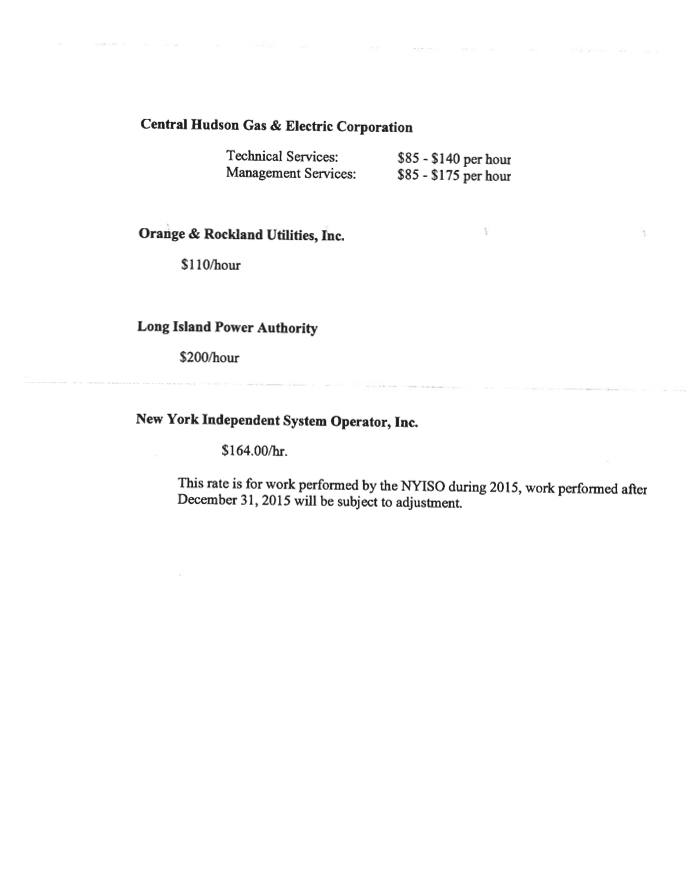 Central Hudson Gas & Electric Corporation
Technical Services: $85 - $140 per hour
Management Services: $85 - $175 per hour
Orange & Rockland Utilities, Inc.
$110/hour
Long Island Power Authority
$200/hour
New York Independent System Operator, Inc.
$164.00/hr.
This rate is for work performed by the NYISO during 2015, work performed after
December 31, 2015 will be subject to adjustment.